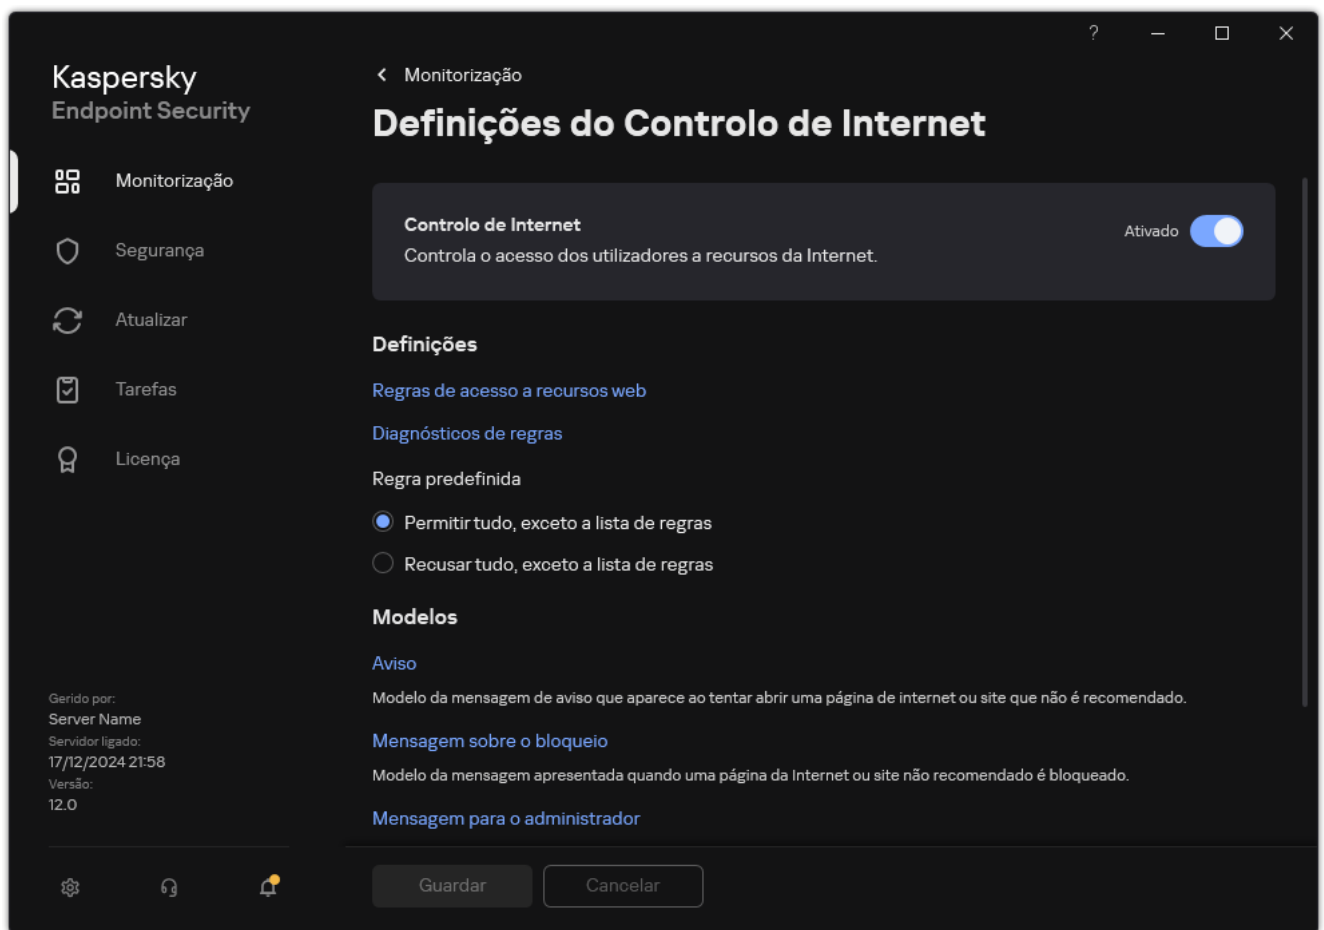 ?
Kaspersky
Endpoint Security
Monitorização
Segurança
Atualizar
Tarefas
Licença
Gerido por:
Server Name
Servidor ligado:
17/12/2024 21:58
Versão:
12.0
Monitorização
Definições do Controlo de Internet
Controlo de Internet
Controla o acesso dos utilizadores a recursos da Internet.
Ativado
Definições
Regras de acesso a recursos web
Diagnósticos de regras
Regra predefinida
Permitir tudo, exceto a lista de regras
Recusar tudo, exceto a lista de regras
Modelos
Aviso
Modelo da mensagem de aviso que aparece ao tentar abrir uma página de internet ou site que não é recomendado.
Mensagem sobre o bloqueio
Modelo da mensagem apresentada quando uma página da Internet ou site não recomendado é bloqueado.
Mensagem para o administrador
Guardar
Cancelar